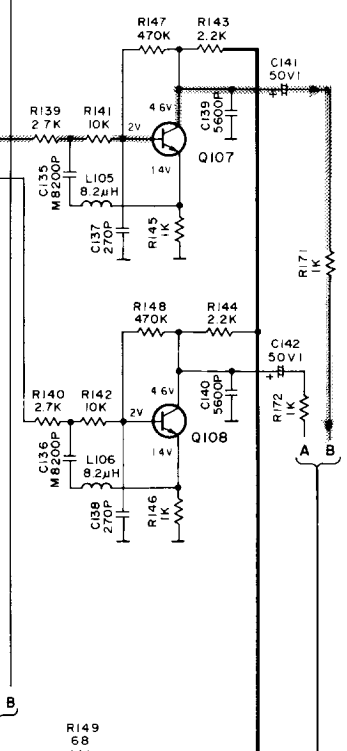 R147
470K
R143
2.2K
C141
50V1
R139
2.7K
R141
10K
4.6V
C139
5600P
2V
Q107
C135
M8200P
L105
8.2μH
1.4V
C137
270P
R145
1K
R171
1K
R148
470K
R144
2.2K
C142
50V1
R140
2.7K
R142
10K
4.6V
C140
5600P
2V
R172
1K
Q108
C136
M8200P
L106
8.2μH
1.4V
A B
C138
270P
R146
1K
B
R149
68